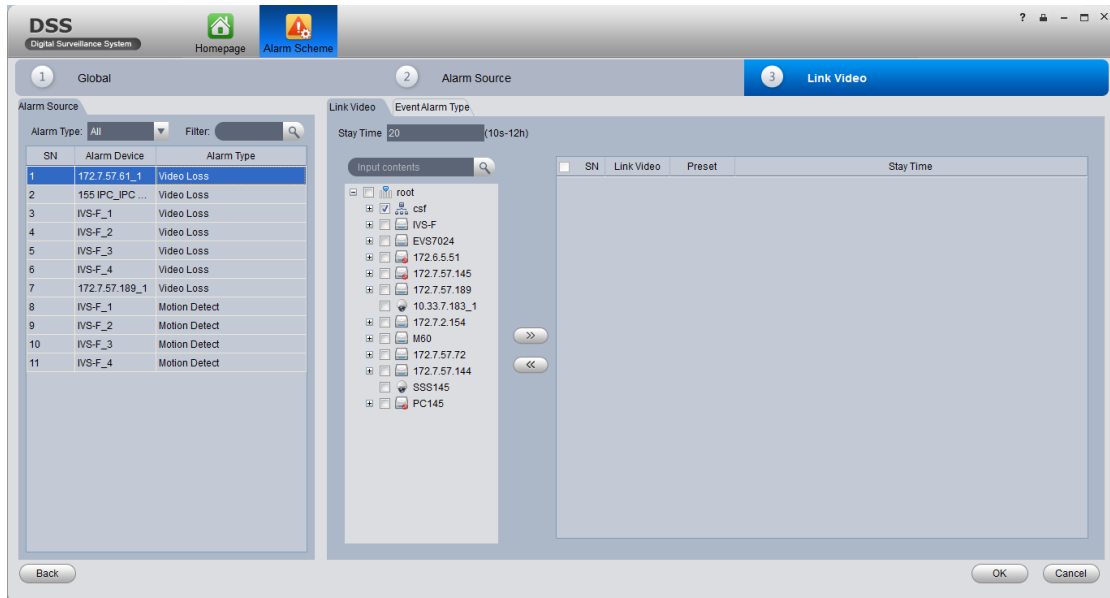 DSS
Digital Surveillance System
Homepage
Alarm Scheme
?
1 Global
2 Alarm Source
3 Link Video
Alarm Source
Alarm Type: All Filter:
SN Alarm Device Alarm Type
1 172.7.57.61_1 Video Loss
2 155 IPC_IPC ... Video Loss
3 IVS-F_1 Video Loss
4 IVS-F_2 Video Loss
5 IVS-F_3 Video Loss
6 IVS-F_4 Video Loss
7 172.7.57.189_1 Video Loss
8 IVS-F_1 Motion Detect
9 IVS-F_2 Motion Detect
10 IVS-F_3 Motion Detect
11 IVS-F_4 Motion Detect
Link Video Event Alarm Type
Stay Time 20 (10s-12h)
Input contents
root
csf
IVS-F
EVS7024
172.6.5.51
172.7.57.145
172.7.57.189
10.33.7.183_1
172.7.2.154
M60
172.7.57.72
172.7.57.144
SSS145
PC145
>>
<<
SN Link Video Preset Stay Time
Back
OK Cancel